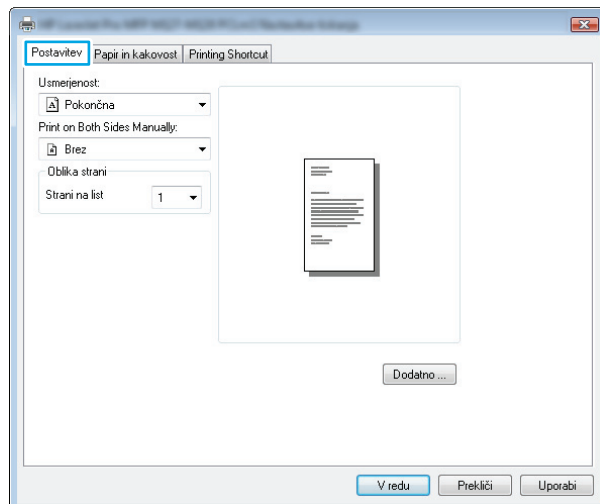 Postavitev Papir in kakovost Printing Shortcut
Usmerjenost:
Pokončna
Print on Both Sides Manually:
Brez
Oblika strani
Strani na list 1
Dodatno ...
V redu Prekliči Uporabi